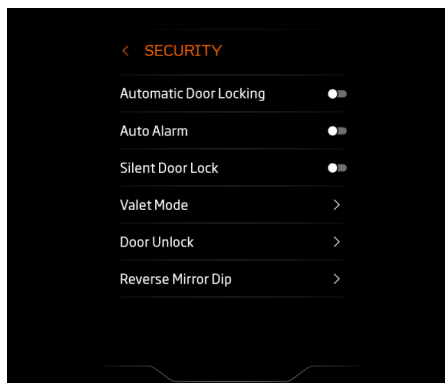 SECURITY
Automatic Door Locking
Auto Alarm
Silent Door Lock
Valet Mode
Door Unlock
Reverse Mirror Dip